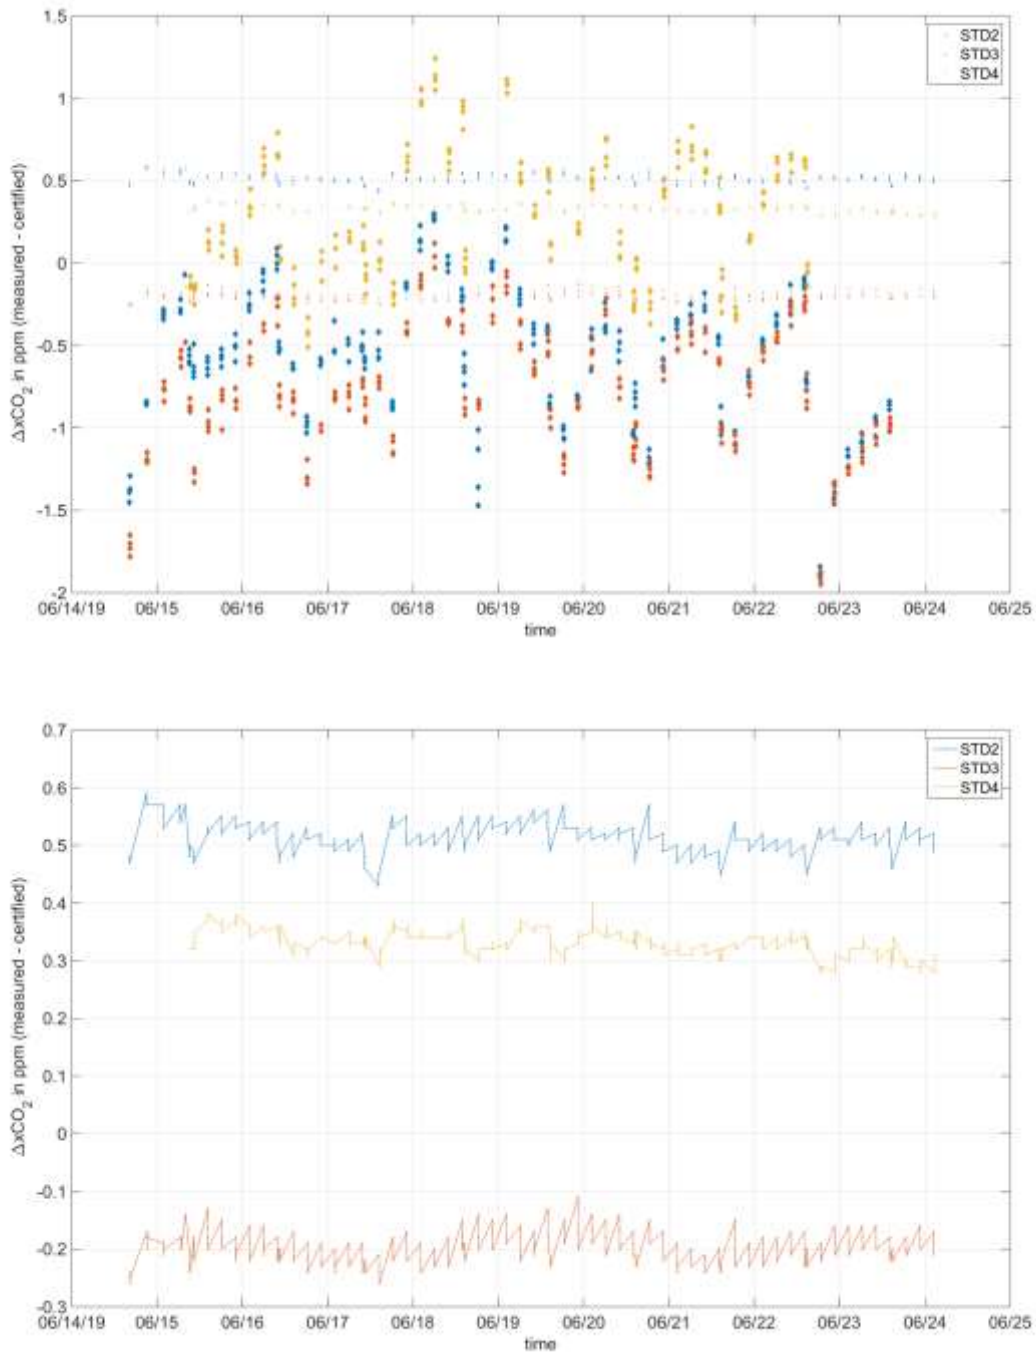 1.5
1
0.5
0
-0.5
-1
-1.5
-2
ΔxCO2 in ppm (measured - certified)
STD2
STD3
STD4
06/14/19 06/15 06/16 06/17 06/18 06/19 06/20 06/21 06/22 06/23 06/24 06/25
time
0.7
0.6
0.5
0.4
0.3
0.2
0.1
0
-0.1
-0.2
-0.3
ΔxCO2 in ppm (measured - certified)
STD2
STD3
STD4
06/14/19 06/15 06/16 06/17 06/18 06/19 06/20 06/21 06/22 06/23 06/24 06/25
time